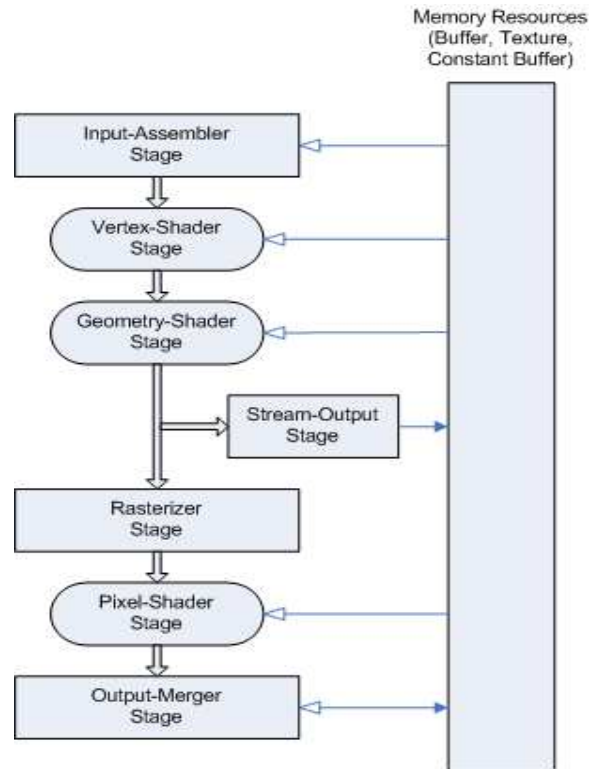 Memory Resources
(Buffer, Texture,
Constant Buffer)
Input-Assembler
Stage
Vertex-Shader
Stage
Geometry-Shader
Stage
Stream-Output
Stage
Rasterizer
Stage
Pixel-Shader
Stage
Output-Merger
Stage